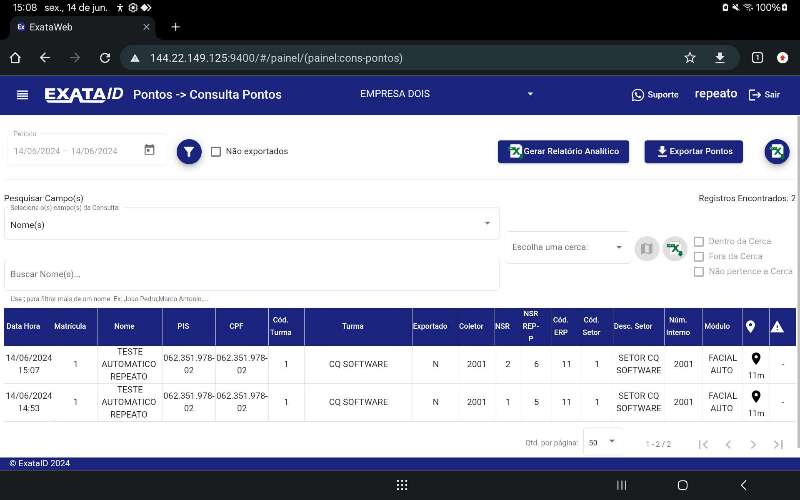 15:08 sex., 14 de jun. 100%
Ex ExataWeb
144.22.149.125:9400/#/painel/(painel:cons-pontos) 1
EXATAID Pontos -> Consulta Pontos EMPRESA DOIS Suporte repeato Sair
Período
14/06/2024 – 14/06/2024 Não exportados Gerar Relatório Analítico Exportar Pontos
Pesquisar Campo(s) Registros Encontrados: 2
Selecione o(s) campo(s) da Consulta
Nome(s)
Escolha uma cerca: Dentro da Cerca
Fora da Cerca
Não pertence a Cerca
Buscar Nome(s)...
Use ; para filtrar mais de um nome. Ex: João Pedro;Marco Antonio;...
Data Hora Matrícula Nome PIS CPF Cód. Turma Turma Exportado Coletor NSR NSR REP-P Cód. ERP Cód. Setor Desc. Setor Núm. Interno Módulo
14/06/2024 15:07 1 TESTE AUTOMATICO REPEATO 062.351.978-02 062.351.978-02 1 CQ SOFTWARE N 2001 2 6 11 1 SETOR CQ SOFTWARE 2001 FACIAL AUTO 11m -
14/06/2024 14:53 1 TESTE AUTOMATICO REPEATO 062.351.978-02 062.351.978-02 1 CQ SOFTWARE N 2001 1 5 11 1 SETOR CQ SOFTWARE 2001 FACIAL AUTO 11m -
Qtd. por página: 50 1 - 2 / 2
© ExataID 2024